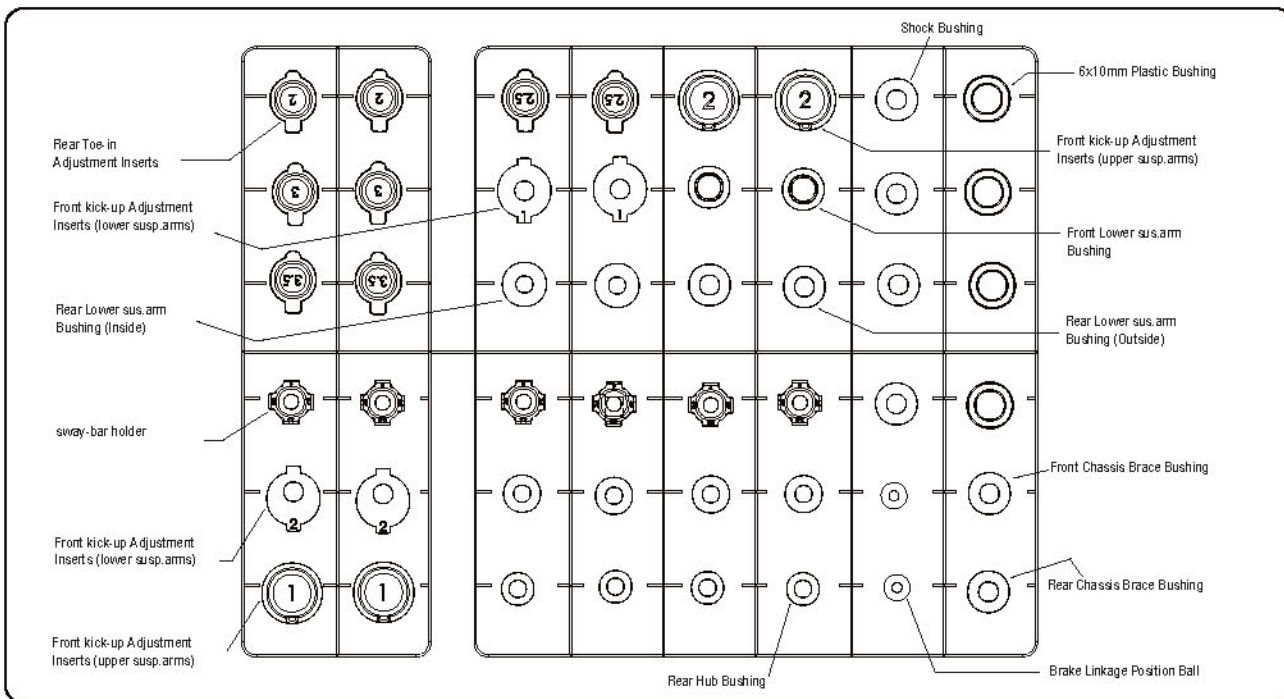 Shock Bushing
6x10mm Plastic Bushing
2
2
2.5
2.5
2
2
Rear Toe-in
Adjustment Inserts
Front kick-up Adjustment
Inserts (upper susp.arms)
3
3
1
1
Front kick-up Adjustment
Inserts (lower susp.arms)
Front Lower sus.arm
Bushing
3.5
3.5
Rear Lower sus.arm
Bushing (Inside)
Rear Lower sus.arm
Bushing (Outside)
sway-bar holder
Front Chassis Brace Bushing
2
2
Front kick-up Adjustment
Inserts (lower susp.arms)
1
1
Rear Chassis Brace Bushing
Front kick-up Adjustment
Inserts (upper susp.arms)
Rear Hub Bushing
Brake Linkage Position Ball